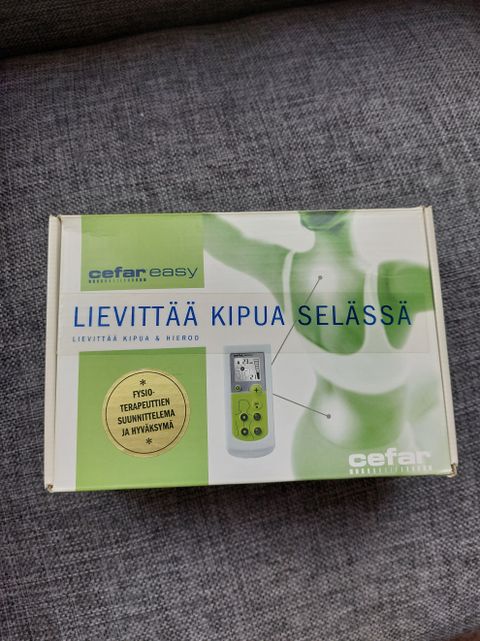 cefar easy
LIEVITTÄÄ KIPUA SELÄSSÄ
LIEVITTÄÄ KIPUA & HIEROO
*
FYSIO-
TERAPEUTTIEN
SUUNNITTELEMA
JA HYVÄKSYMÄ
*
cefar